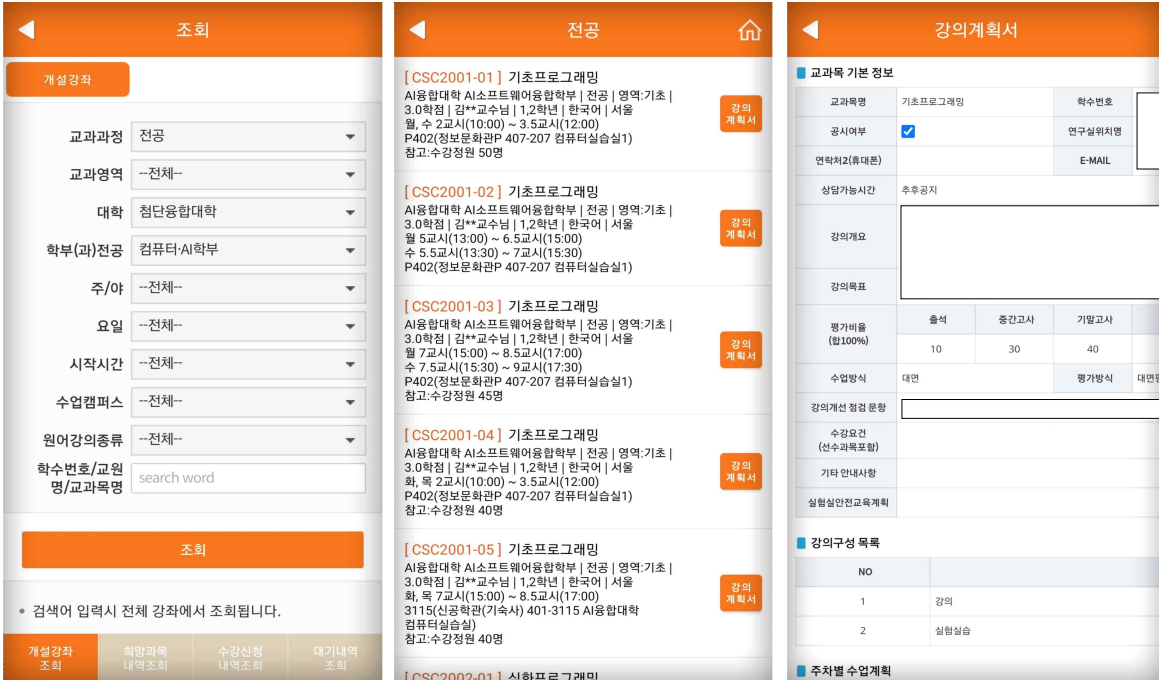 조회
개설강좌
교과과정 전공
교과영역 --전체--
대학 첨단융합대학
학부(과)전공 컴퓨터·AI학부
주/야 --전체--
요일 --전체--
시작시간 --전체--
수업캠퍼스 --전체--
원어강의종류 --전체--
학수번호/교원
명/교과목명
search word
조회
• 검색어 입력시 전체 강좌에서 조회됩니다.
개설강좌
조회
희망과목
내역조회
수강신청
내역조회
대기내역
조회
전공
[ CSC2001-01 ] 기초프로그래밍
AI융합대학 AI소프트웨어융합학부 | 전공 | 영역:기초 |
3.0학점 | 김**교수님 | 1,2학년 | 한국어 | 서울
월, 수 2교시(10:00) ~ 3.5교시(12:00)
P402(정보문화관P 407-207 컴퓨터실습실1)
참고:수강정원 50명
강의
계획서
[ CSC2001-02 ] 기초프로그래밍
AI융합대학 AI소프트웨어융합학부 | 전공 | 영역:기초 |
3.0학점 | 김**교수님 | 1,2학년 | 한국어 | 서울
월 5교시(13:00) ~ 6.5교시(15:00)
수 5.5교시(13:30) ~ 7교시(15:30)
P402(정보문화관P 407-207 컴퓨터실습실1)
강의
계획서
[ CSC2001-03 ] 기초프로그래밍
AI융합대학 AI소프트웨어융합학부 | 전공 | 영역:기초 |
3.0학점 | 김**교수님 | 1,2학년 | 한국어 | 서울
월 7교시(15:00) ~ 8.5교시(17:00)
수 7.5교시(15:30) ~ 9교시(17:30)
P402(정보문화관P 407-207 컴퓨터실습실1)
참고:수강정원 45명
강의
계획서
[ CSC2001-04 ] 기초프로그래밍
AI융합대학 AI소프트웨어융합학부 | 전공 | 영역:기초 |
3.0학점 | 김**교수님 | 1,2학년 | 한국어 | 서울
화, 목 2교시(10:00) ~ 3.5교시(12:00)
P402(정보문화관P 407-207 컴퓨터실습실1)
참고:수강정원 40명
강의
계획서
[ CSC2001-05 ] 기초프로그래밍
AI융합대학 AI소프트웨어융합학부 | 전공 | 영역:기초 |
3.0학점 | 김**교수님 | 1,2학년 | 한국어 | 서울
화, 목 7교시(15:00) ~ 8.5교시(17:00)
3115(신공학관(기숙사) 401-3115 AI융합대학
컴퓨터실습실)
참고:수강정원 40명
강의
계획서
[ CSC2002-01 ] 심화프로그래밍
강의계획서
교과목 기본 정보
교과목명 기초프로그래밍 학수번호
공시여부 연구실위치명
연락처2(휴대폰) E-MAIL
상담가능시간 추후공지
강의개요
강의목표
평가비율
(합100%)
출석 중간고사 기말고사
10 30 40
수업방식 대면 평가방식 대면
강의개선 점검 문항
수강요건
(선수과목포함)
기타 안내사항
실험실안전교육계획
강의구성 목록
NO
1 강의
2 실험실습
주차별 수업계획